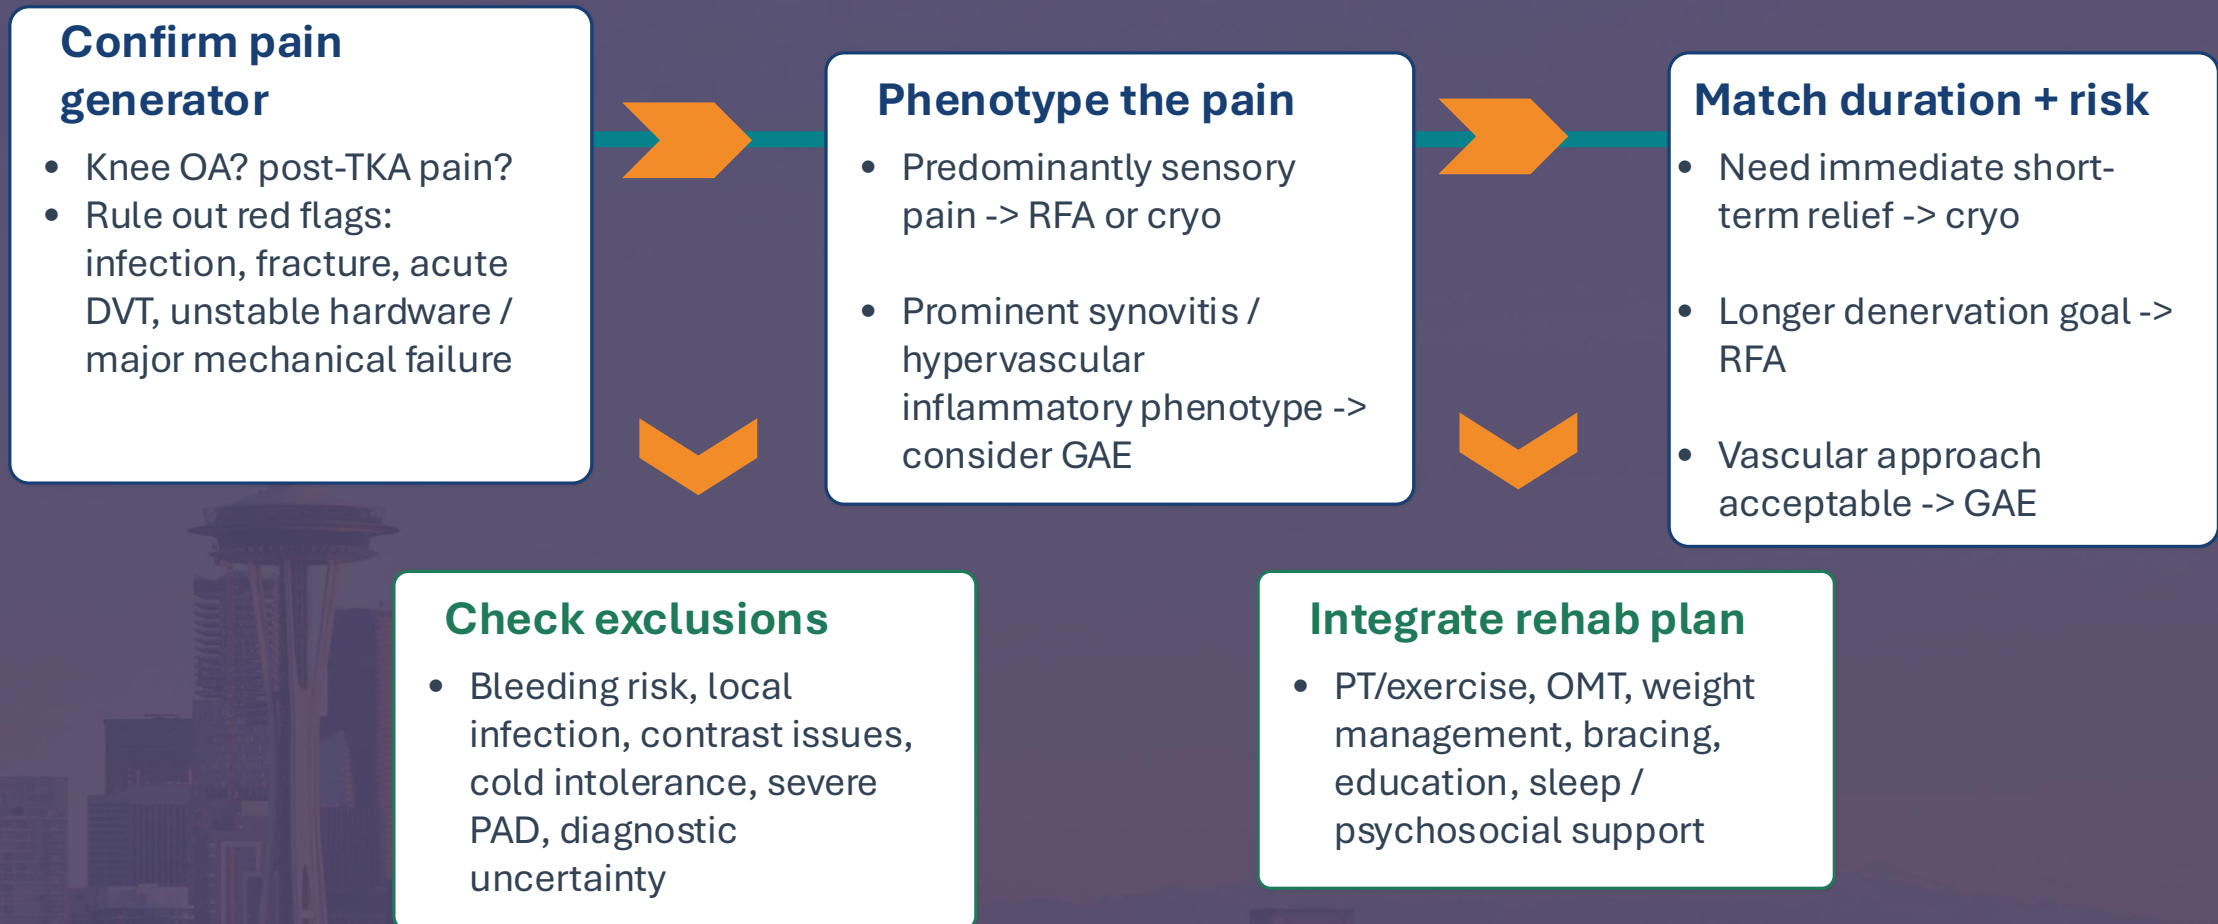 Confirm pain
generator
• Knee OA? post-TKA pain?
• Rule out red flags:
infection, fracture, acute
DVT, unstable hardware /
major mechanical failure
Phenotype the pain
• Predominantly sensory
pain -> RFA or cryo
• Prominent synovitis /
hypervascular
inflammatory phenotype ->
consider GAE
Match duration + risk
• Need immediate short-
term relief -> cryo
• Longer denervation goal ->
RFA
• Vascular approach
acceptable -> GAE
Check exclusions
• Bleeding risk, local
infection, contrast issues,
cold intolerance, severe
PAD, diagnostic
uncertainty
Integrate rehab plan
• PT/exercise, OMT, weight
management, bracing,
education, sleep /
psychosocial support